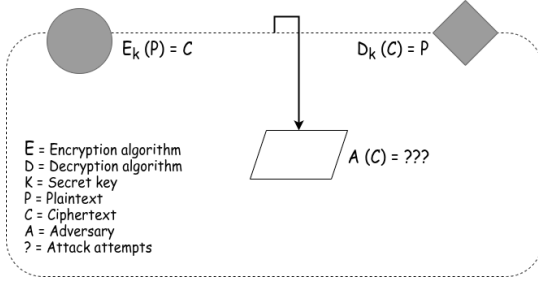 Ek (P) = C
Dk (C) = P
A (C) = ???
E = Encryption algorithm
D = Decryption algorithm
K = Secret key
P = Plaintext
C = Ciphertext
A = Adversary
? = Attack attempts